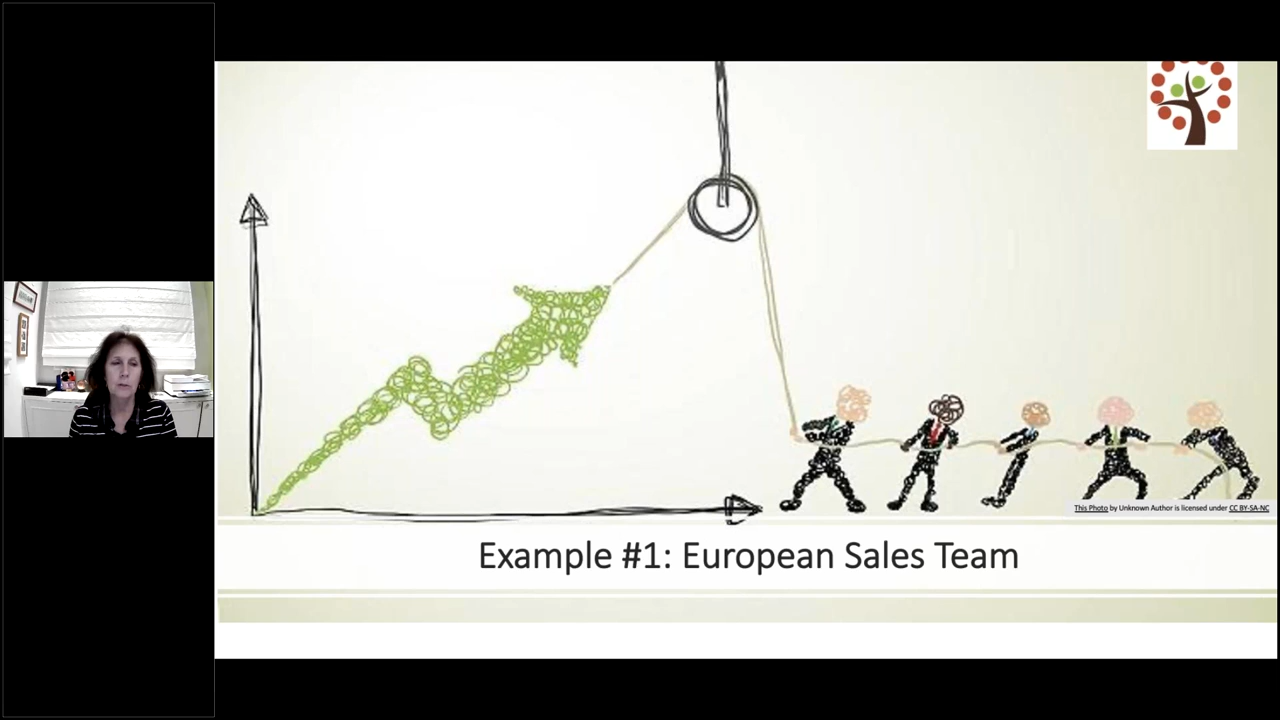 This Photo by Unknown Author is licensed under CC BY-SA-NC
Example #1: European Sales Team